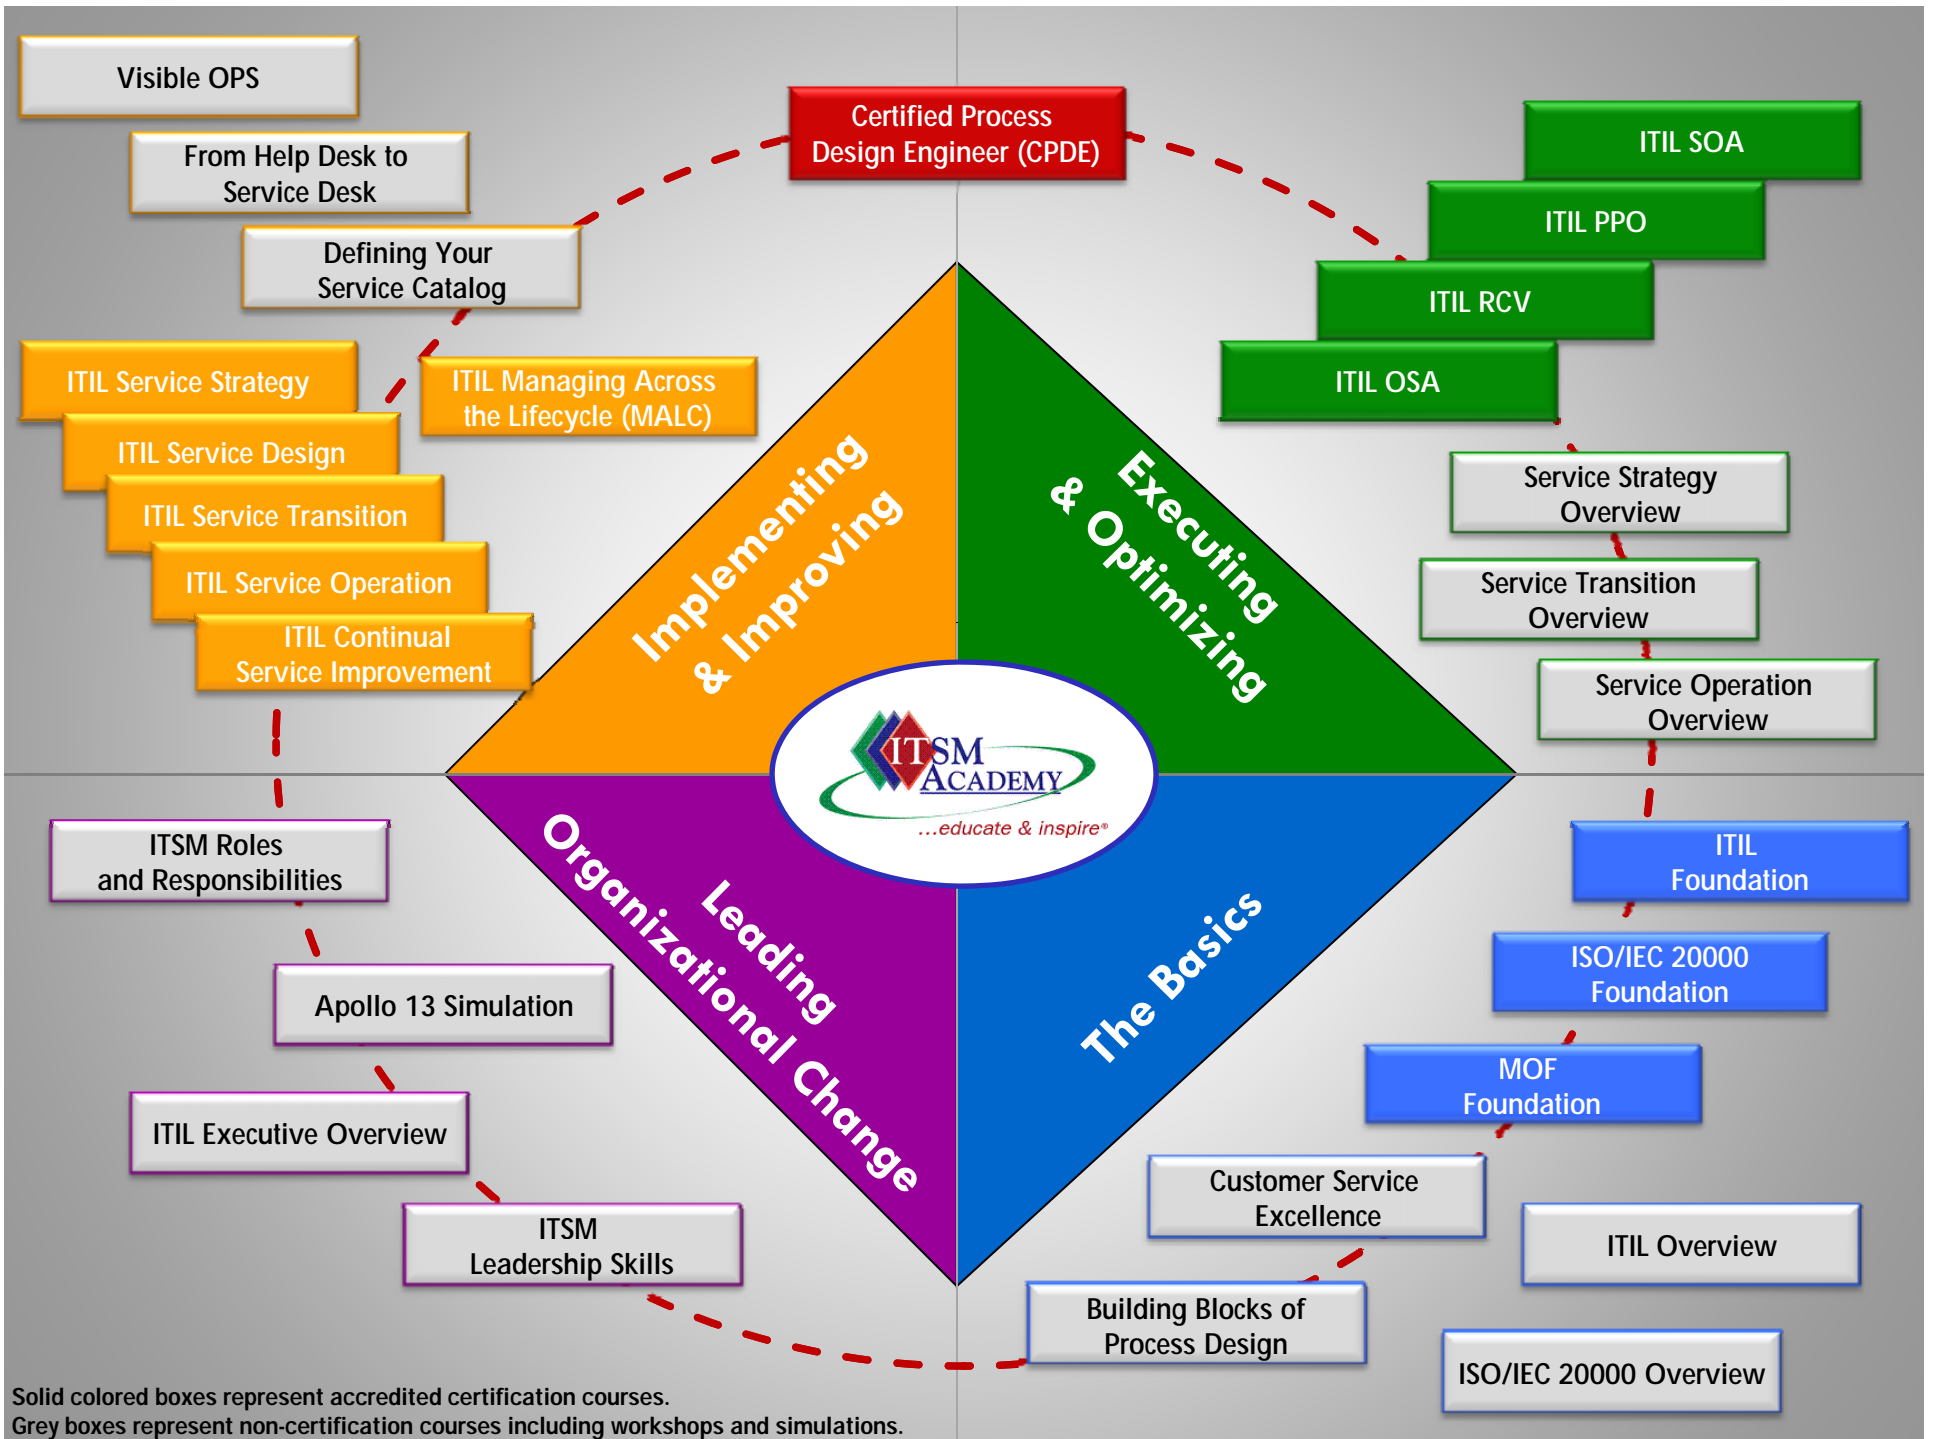 Visible OPS
From Help Desk to
Service Desk
Defining Your
Service Catalog
Certified Process
Design Engineer (CPDE)
ITIL SOA
ITIL PPO
ITIL RCV
ITIL OSA
ITIL Service Strategy
ITIL Service Design
ITIL Service Transition
ITIL Service Operation
ITIL Continual
Service Improvement
ITIL Managing Across
the Lifecycle (MALC)
Implementing
& Improving
Executing
& Optimizing
Service Strategy
Overview
Service Transition
Overview
Service Operation
Overview
ITSM
ACADEMY
...educate & inspire®
Leading
Organizational Change
The Basics
ITSM Roles
and Responsibilities
Apollo 13 Simulation
ITIL Executive Overview
ITSM
Leadership Skills
ITIL
Foundation
ISO/IEC 20000
Foundation
MOF
Foundation
Customer Service
Excellence
ITIL Overview
Building Blocks of
Process Design
ISO/IEC 20000 Overview
Solid colored boxes represent accredited certification courses.
Grey boxes represent non-certification courses including workshops and simulations.